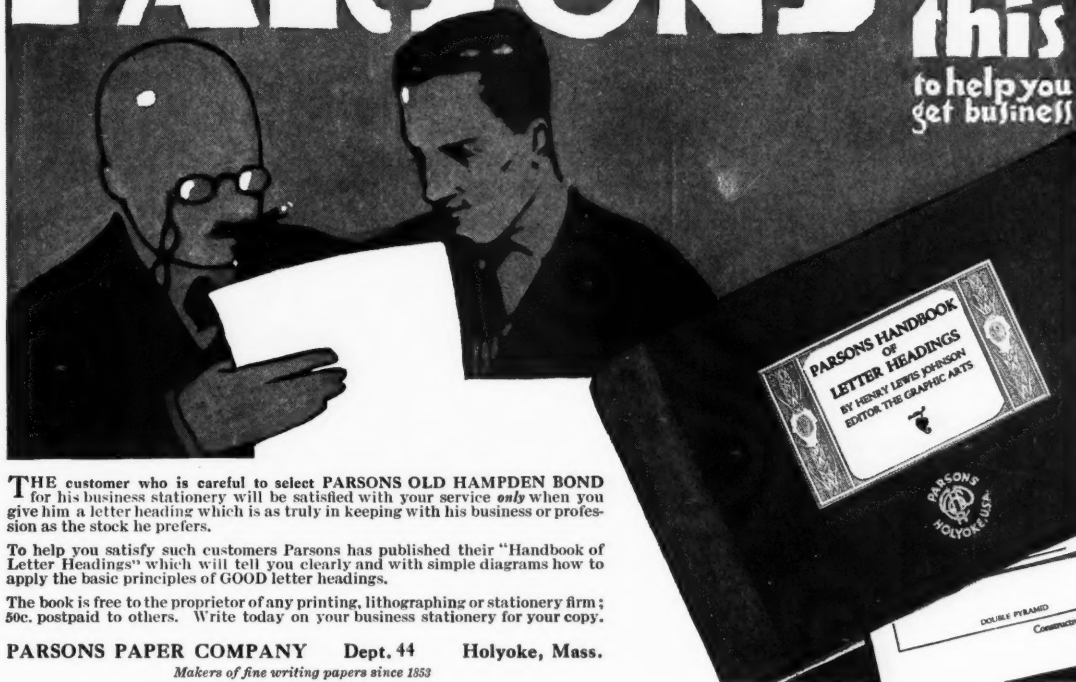 PARSONS
this
to help you
get business
PARSONS HANDBOOK
OF
LETTER HEADINGS
BY HENRY LEWIS JOHNSON
EDITOR THE GRAPHIC ARTS
PARSONS
HOLYOKE, U.S.A.
DOUBLE PYRAMID
THE customer who is careful to select PARSONS OLD HAMPDEN BOND
for his business stationery will be satisfied with your service only when you
give him a letter heading which is as truly in keeping with his business or profes-
sion as the stock he prefers.
To help you satisfy such customers Parsons has published their "Handbook of
Letter Headings" which will tell you clearly and with simple diagrams how to
apply the basic principles of GOOD letter headings.
The book is free to the proprietor of any printing, lithographing or stationery firm;
50c. postpaid to others. Write today on your business stationery for your copy.
PARSONS PAPER COMPANY Dept. 44 Holyoke, Mass.
Makers of fine writing papers since 1853